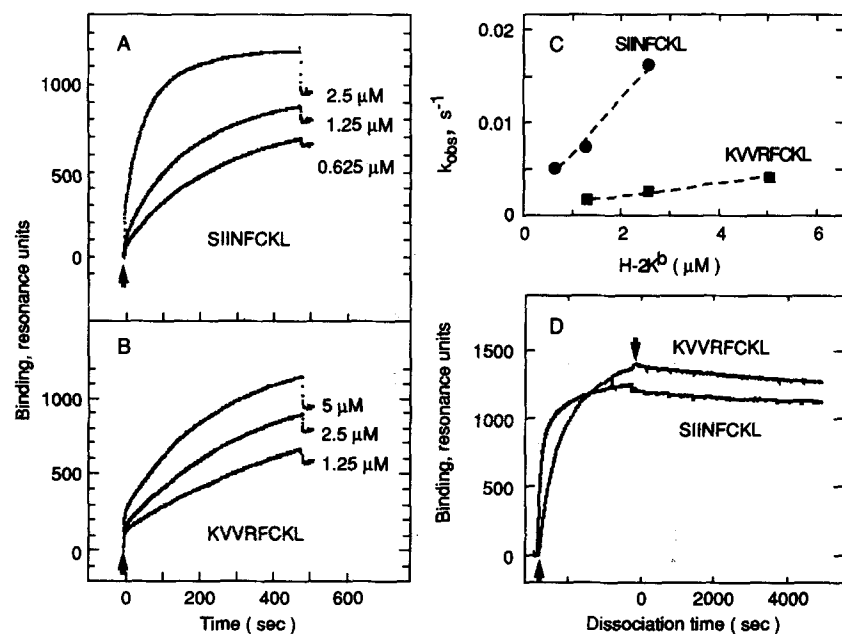 A
1000
500
0
2.5 μM
1.25 μM
0.625 μM
SIINFCKL
B
1000
500
0
5 μM
2.5 μM
1.25 μM
KVVRFCKL
0 200 400 600
Time ( sec )
Binding, resonance units
C
0.02
0.01
0
SIINFCKL
KVVRFCKL
0 2 4 6
H-2Kᵇ ( μM )
kobs, s⁻¹
D
1500
1000
500
0
KVVRFCKL
SIINFCKL
0 2000 4000
Dissociation time ( sec )
Binding, resonance units